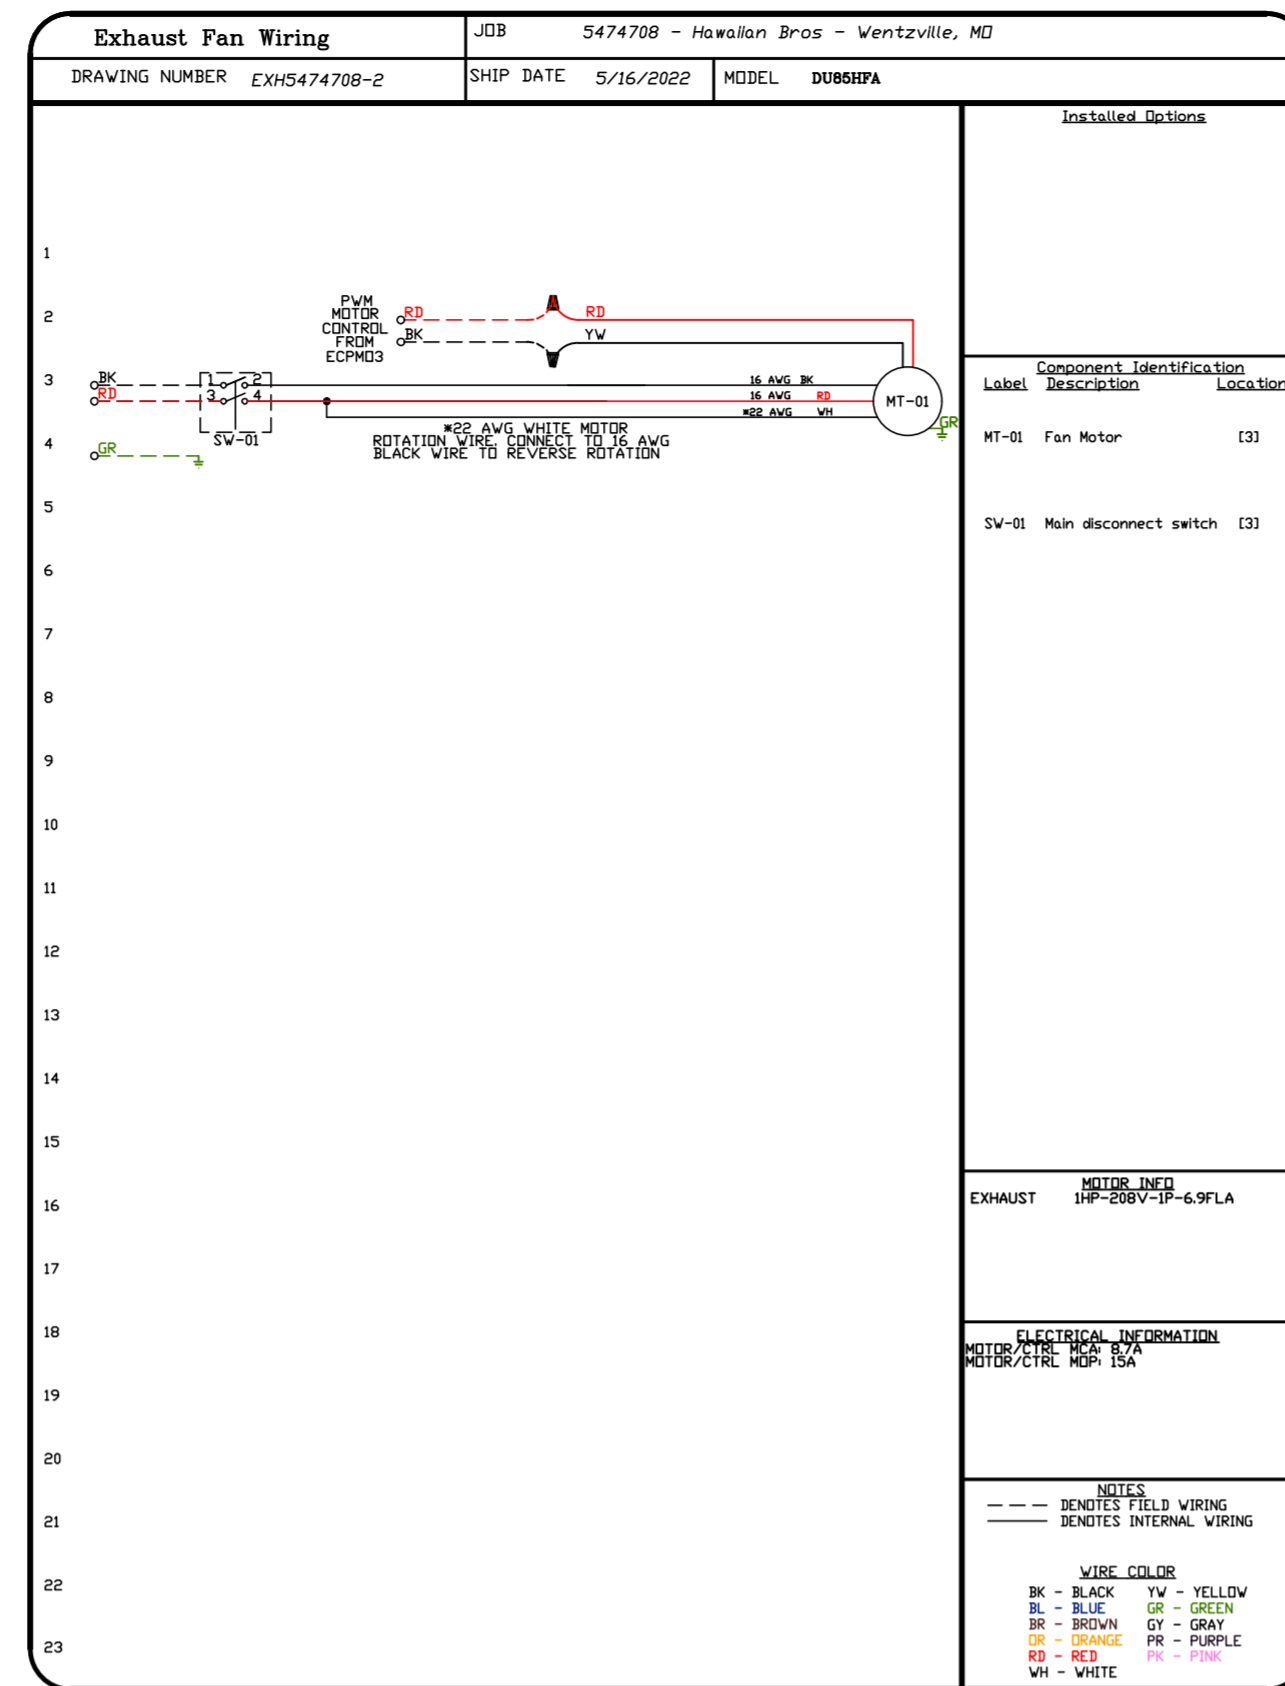 Exhaust Fan Wiring
JOB 5474708 - Hawaiian Bros - Wentzville, MO
DRAWING NUMBER EXH5474708-2
SHIP DATE 5/16/2022
MODEL DU85HFA
Installed Options
1
2
PWM
MOTOR
CONTROL
FROM
ECPM03
RD RD
BK YW
3
BK 1 2 16 AWG BK
RD 3 4 16 AWG RD
*22 AWG WH
MT-01
GR
SW-01
*22 AWG WHITE MOTOR
ROTATION WIRE. CONNECT TO 16 AWG
BLACK WIRE TO REVERSE ROTATION
4
GR
5
6
7
8
9
10
11
12
13
14
15
16
17
18
19
20
21
22
23
Component Identification
Label Description Location
MT-01 Fan Motor [3]
SW-01 Main disconnect switch [3]
MOTOR INFO
EXHAUST 1HP-208V-1P-6.9FLA
ELECTRICAL INFORMATION
MOTOR/CTRL MCA: 8.7A
MOTOR/CTRL MOP: 15A
NOTES
DENOTES FIELD WIRING
DENOTES INTERNAL WIRING
WIRE COLOR
BK - BLACK YW - YELLOW
BL - BLUE GR - GREEN
BR - BROWN GY - GRAY
OR - ORANGE PR - PURPLE
RD - RED PK - PINK
WH - WHITE